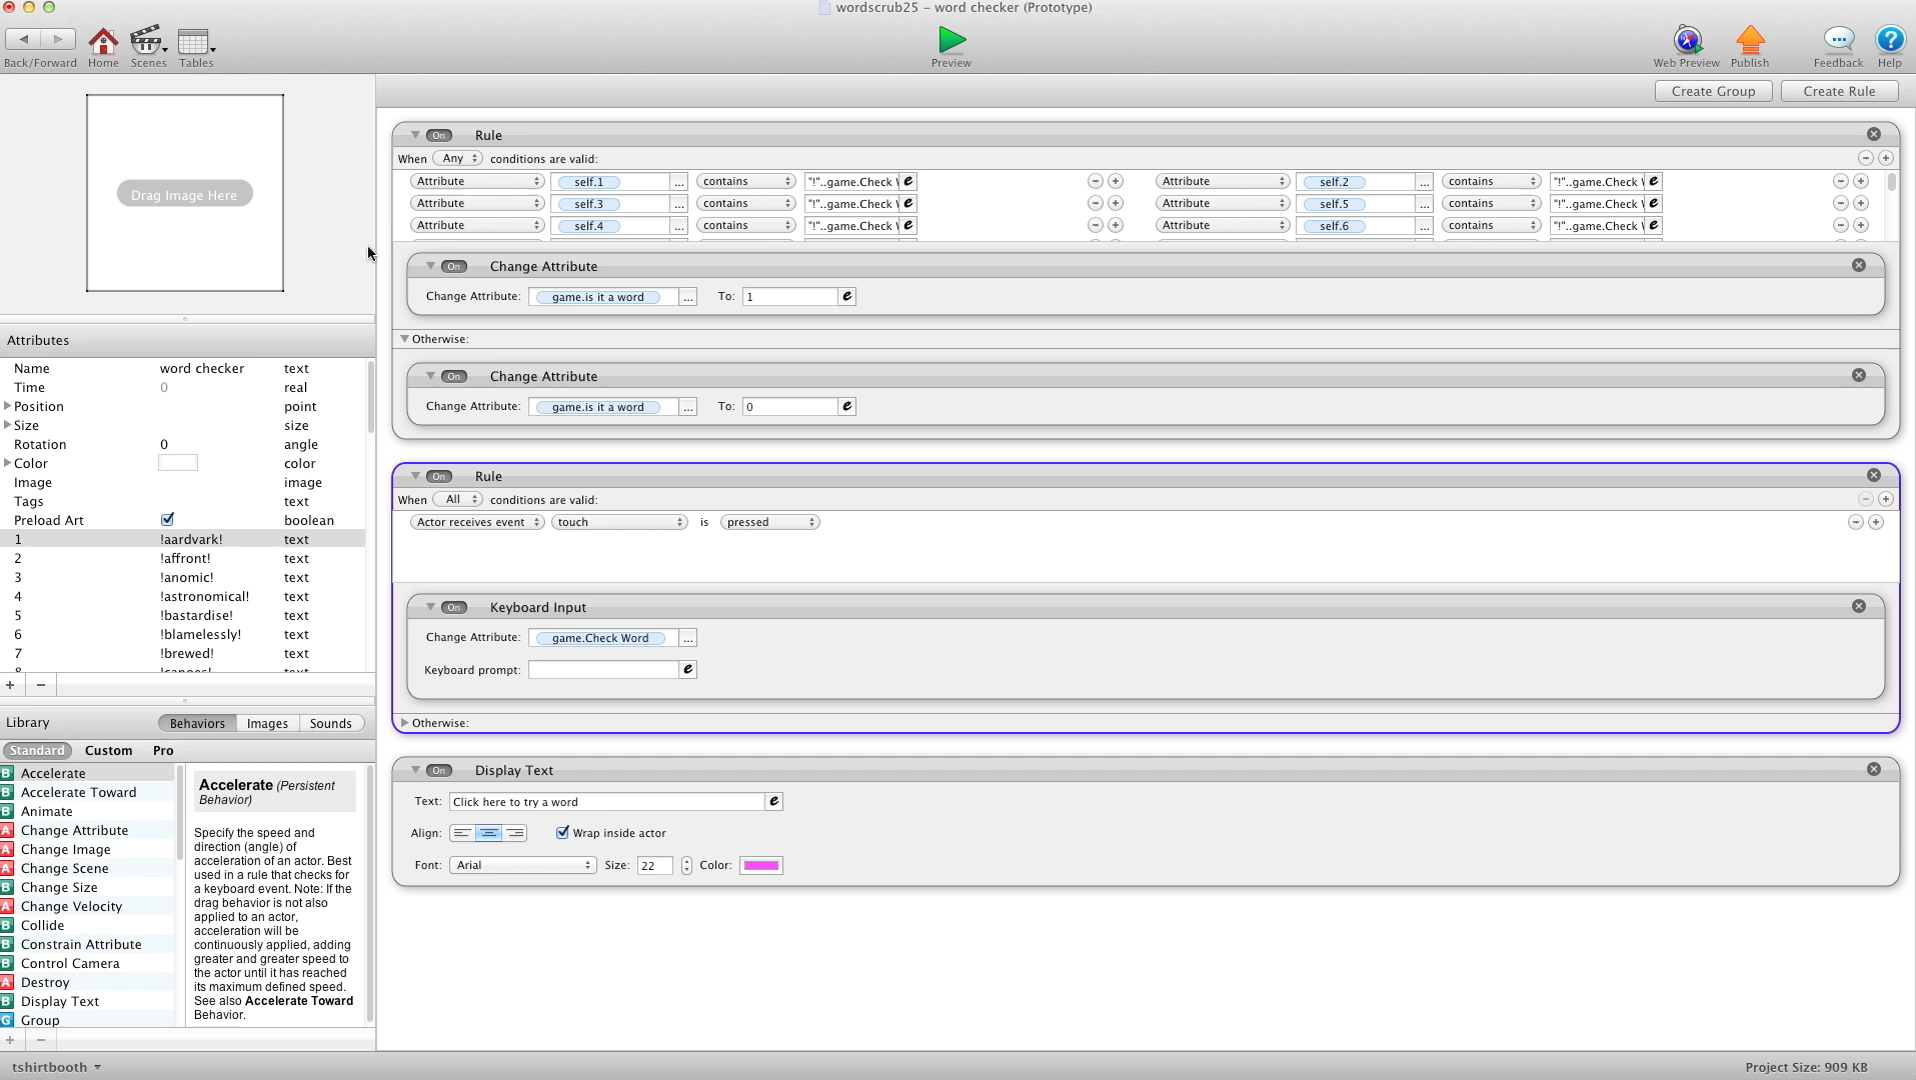 wordscrub25 – word checker (Prototype)
Back/Forward Home Scenes Tables Preview Web Preview Publish Feedback Help
Create Group Create Rule
Drag Image Here
On Rule
When Any conditions are valid:
Attribute self.1 ... contains "!"..game.Check e Attribute self.2 ... contains "!"..game.Check e
Attribute self.3 ... contains "!"..game.Check e Attribute self.5 ... contains "!"..game.Check e
Attribute self.4 ... contains "!"..game.Check e Attribute self.6 ... contains "!"..game.Check e
On Change Attribute
Change Attribute: game.is it a word ... To: 1 e
Otherwise:
On Change Attribute
Change Attribute: game.is it a word ... To: 0 e
On Rule
When All conditions are valid:
Actor receives event touch is pressed
On Keyboard Input
Change Attribute: game.Check Word ...
Keyboard prompt: e
Otherwise:
On Display Text
Text: Click here to try a word e
Align: Wrap inside actor
Font: Arial Size: 22 Color:
Attributes
Name word checker text
Time 0 real
Position point
Size size
Rotation 0 angle
Color color
Image image
Tags text
Preload Art boolean
1 !aardvark! text
2 !affront! text
3 !anomic! text
4 !astronomical! text
5 !bastardise! text
6 !blamelessly! text
7 !brewed! text
Library Behaviors Images Sounds
Standard Custom Pro
B Accelerate
B Accelerate Toward
B Animate
A Change Attribute
A Change Image
A Change Scene
B Change Size
A Change Velocity
B Collide
B Constrain Attribute
B Control Camera
A Destroy
B Display Text
G Group
Accelerate (Persistent
Behavior)
Specify the speed and
direction (angle) of
acceleration of an actor. Best
used in a rule that checks for
a keyboard event. Note: If the
drag behavior is not also
applied to an actor,
acceleration will be
continuously applied, adding
greater and greater speed to
the actor until it has reached
its maximum defined speed.
See also Accelerate Toward
Behavior.
tshirtbooth Project Size: 909 KB